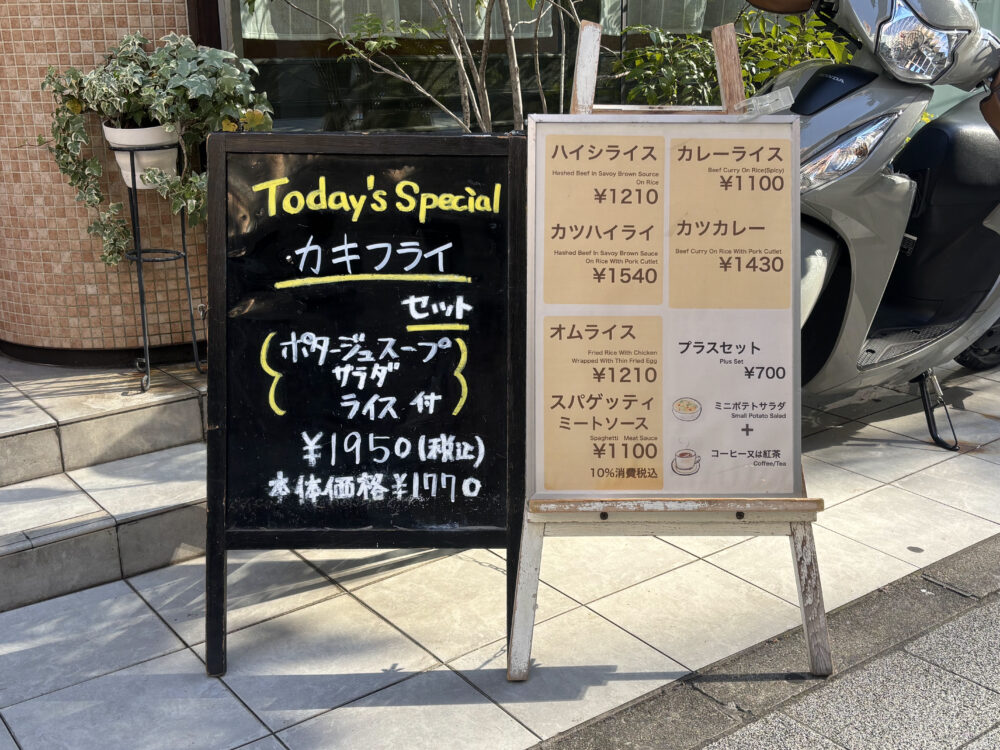 Today's Special
カキフライ
セット
ポタージュスープ
サラダ
ライス付
¥1950(税込)
本体価格¥1770
ハイシライス
Hashed Beef In Savoy Brown Source
On Rice
¥1210
カツハイライ
Hashed Beef In Savoy Brown Sauce
On Rice With Pork Cutlet
¥1540
カレーライス
Beef Curry On Rice(Spicy)
¥1100
カツカレー
Beef Curry On Rice With Pork Cutlet
¥1430
オムライス
Fried Rice With Chicken
Wrapped With Thin Fried Egg
¥1210
スパゲッティ
ミートソース
Spaghetti Meat Sauce
¥1100
10%消費税込
プラスセット
Plus Set
¥700
ミニポテトサラダ
Small Potato Salad
+
コーヒー又は紅茶
Coffee/Tea
HONDA